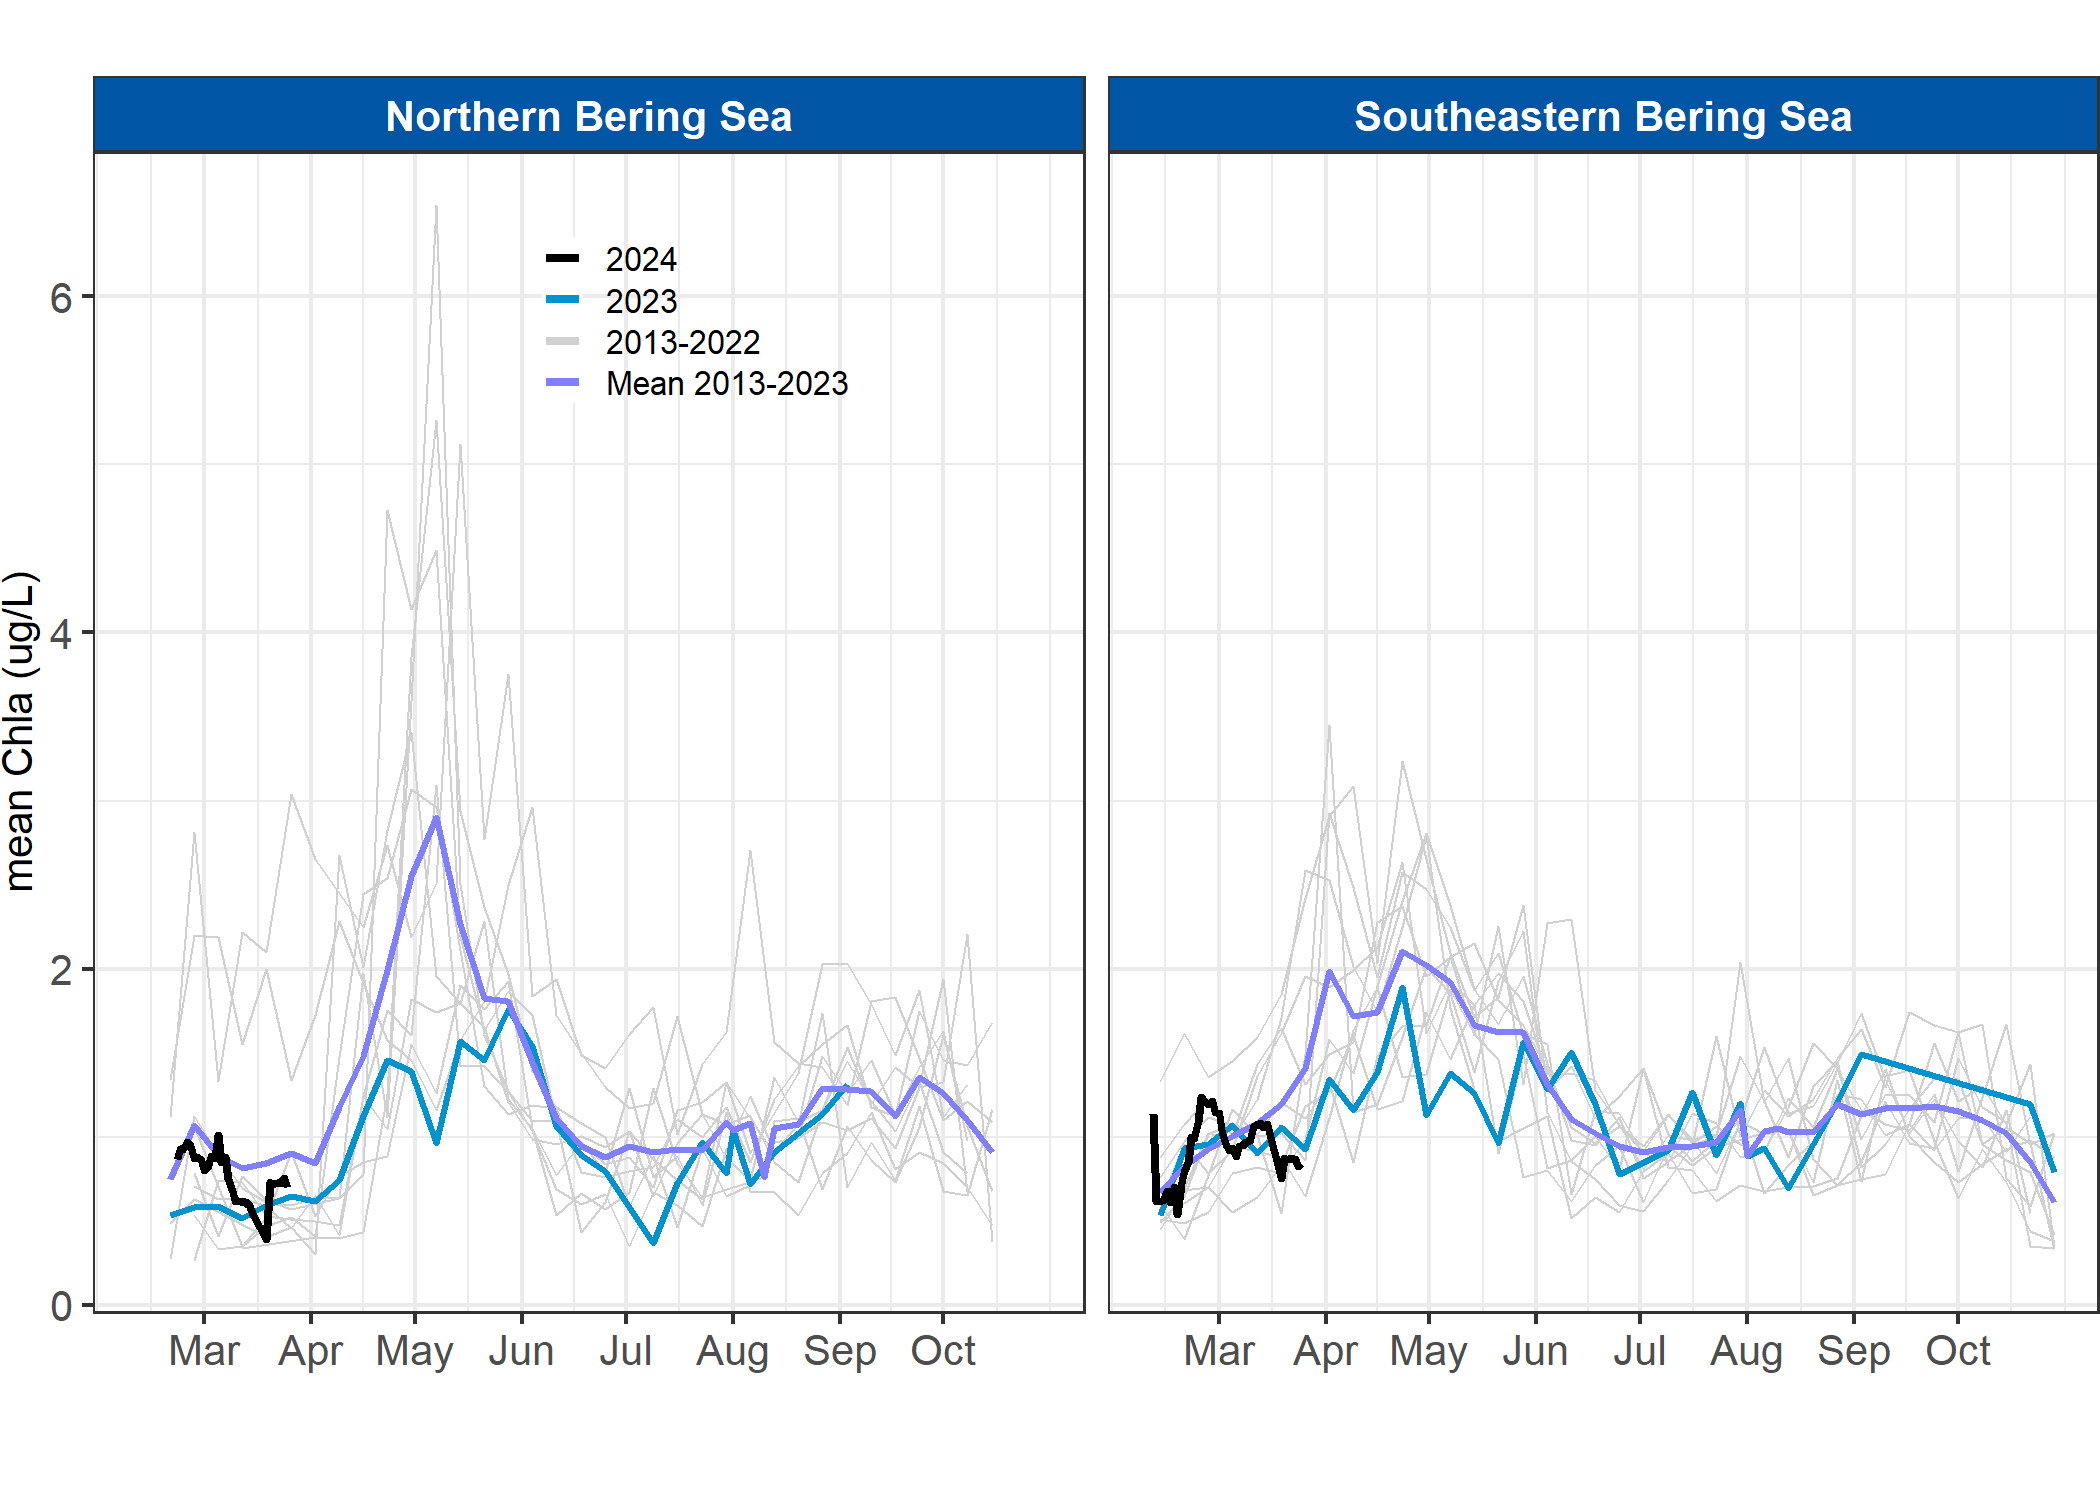 Northern Bering Sea
Southeastern Bering Sea
2024
2023
2013-2022
Mean 2013-2023
mean Chla (ug/L)
6
4
2
0
Mar Apr May Jun Jul Aug Sep Oct
Mar Apr May Jun Jul Aug Sep Oct